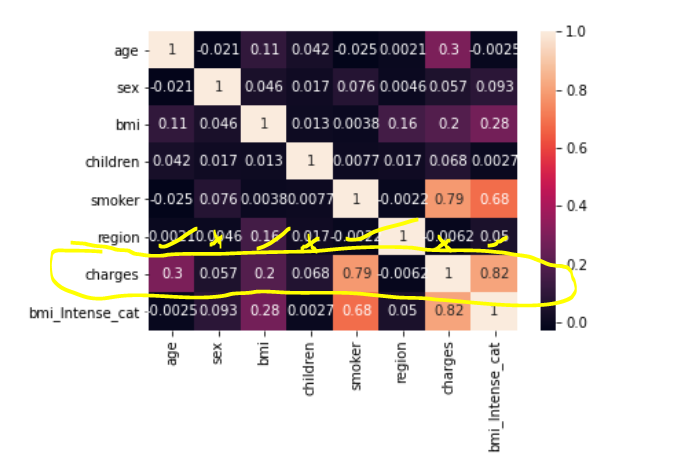 1.0
age 1 -0.021 0.11 0.042 -0.025 0.0021 0.3 -0.0025
sex -0.021 1 0.046 0.017 0.076 0.0046 0.057 0.093
0.8
bmi 0.11 0.046 1 0.013 0.0038 0.16 0.2 0.28
0.6
children 0.042 0.017 0.013 1 0.0077 0.017 0.068 0.0027
smoker -0.025 0.076 0.0038 0.0077 1 -0.0022 0.79 0.68
0.4
region -0.0021 0.0046 0.16 0.017 -0.0022 1 -0.0062 0.05
0.2
charges 0.3 0.057 0.2 0.068 0.79 -0.0062 1 0.82
bmi_Intense_cat -0.0025 0.093 0.28 0.0027 0.68 0.05 0.82 1
0.0
age sex bmi children smoker region charges bmi_Intense_cat